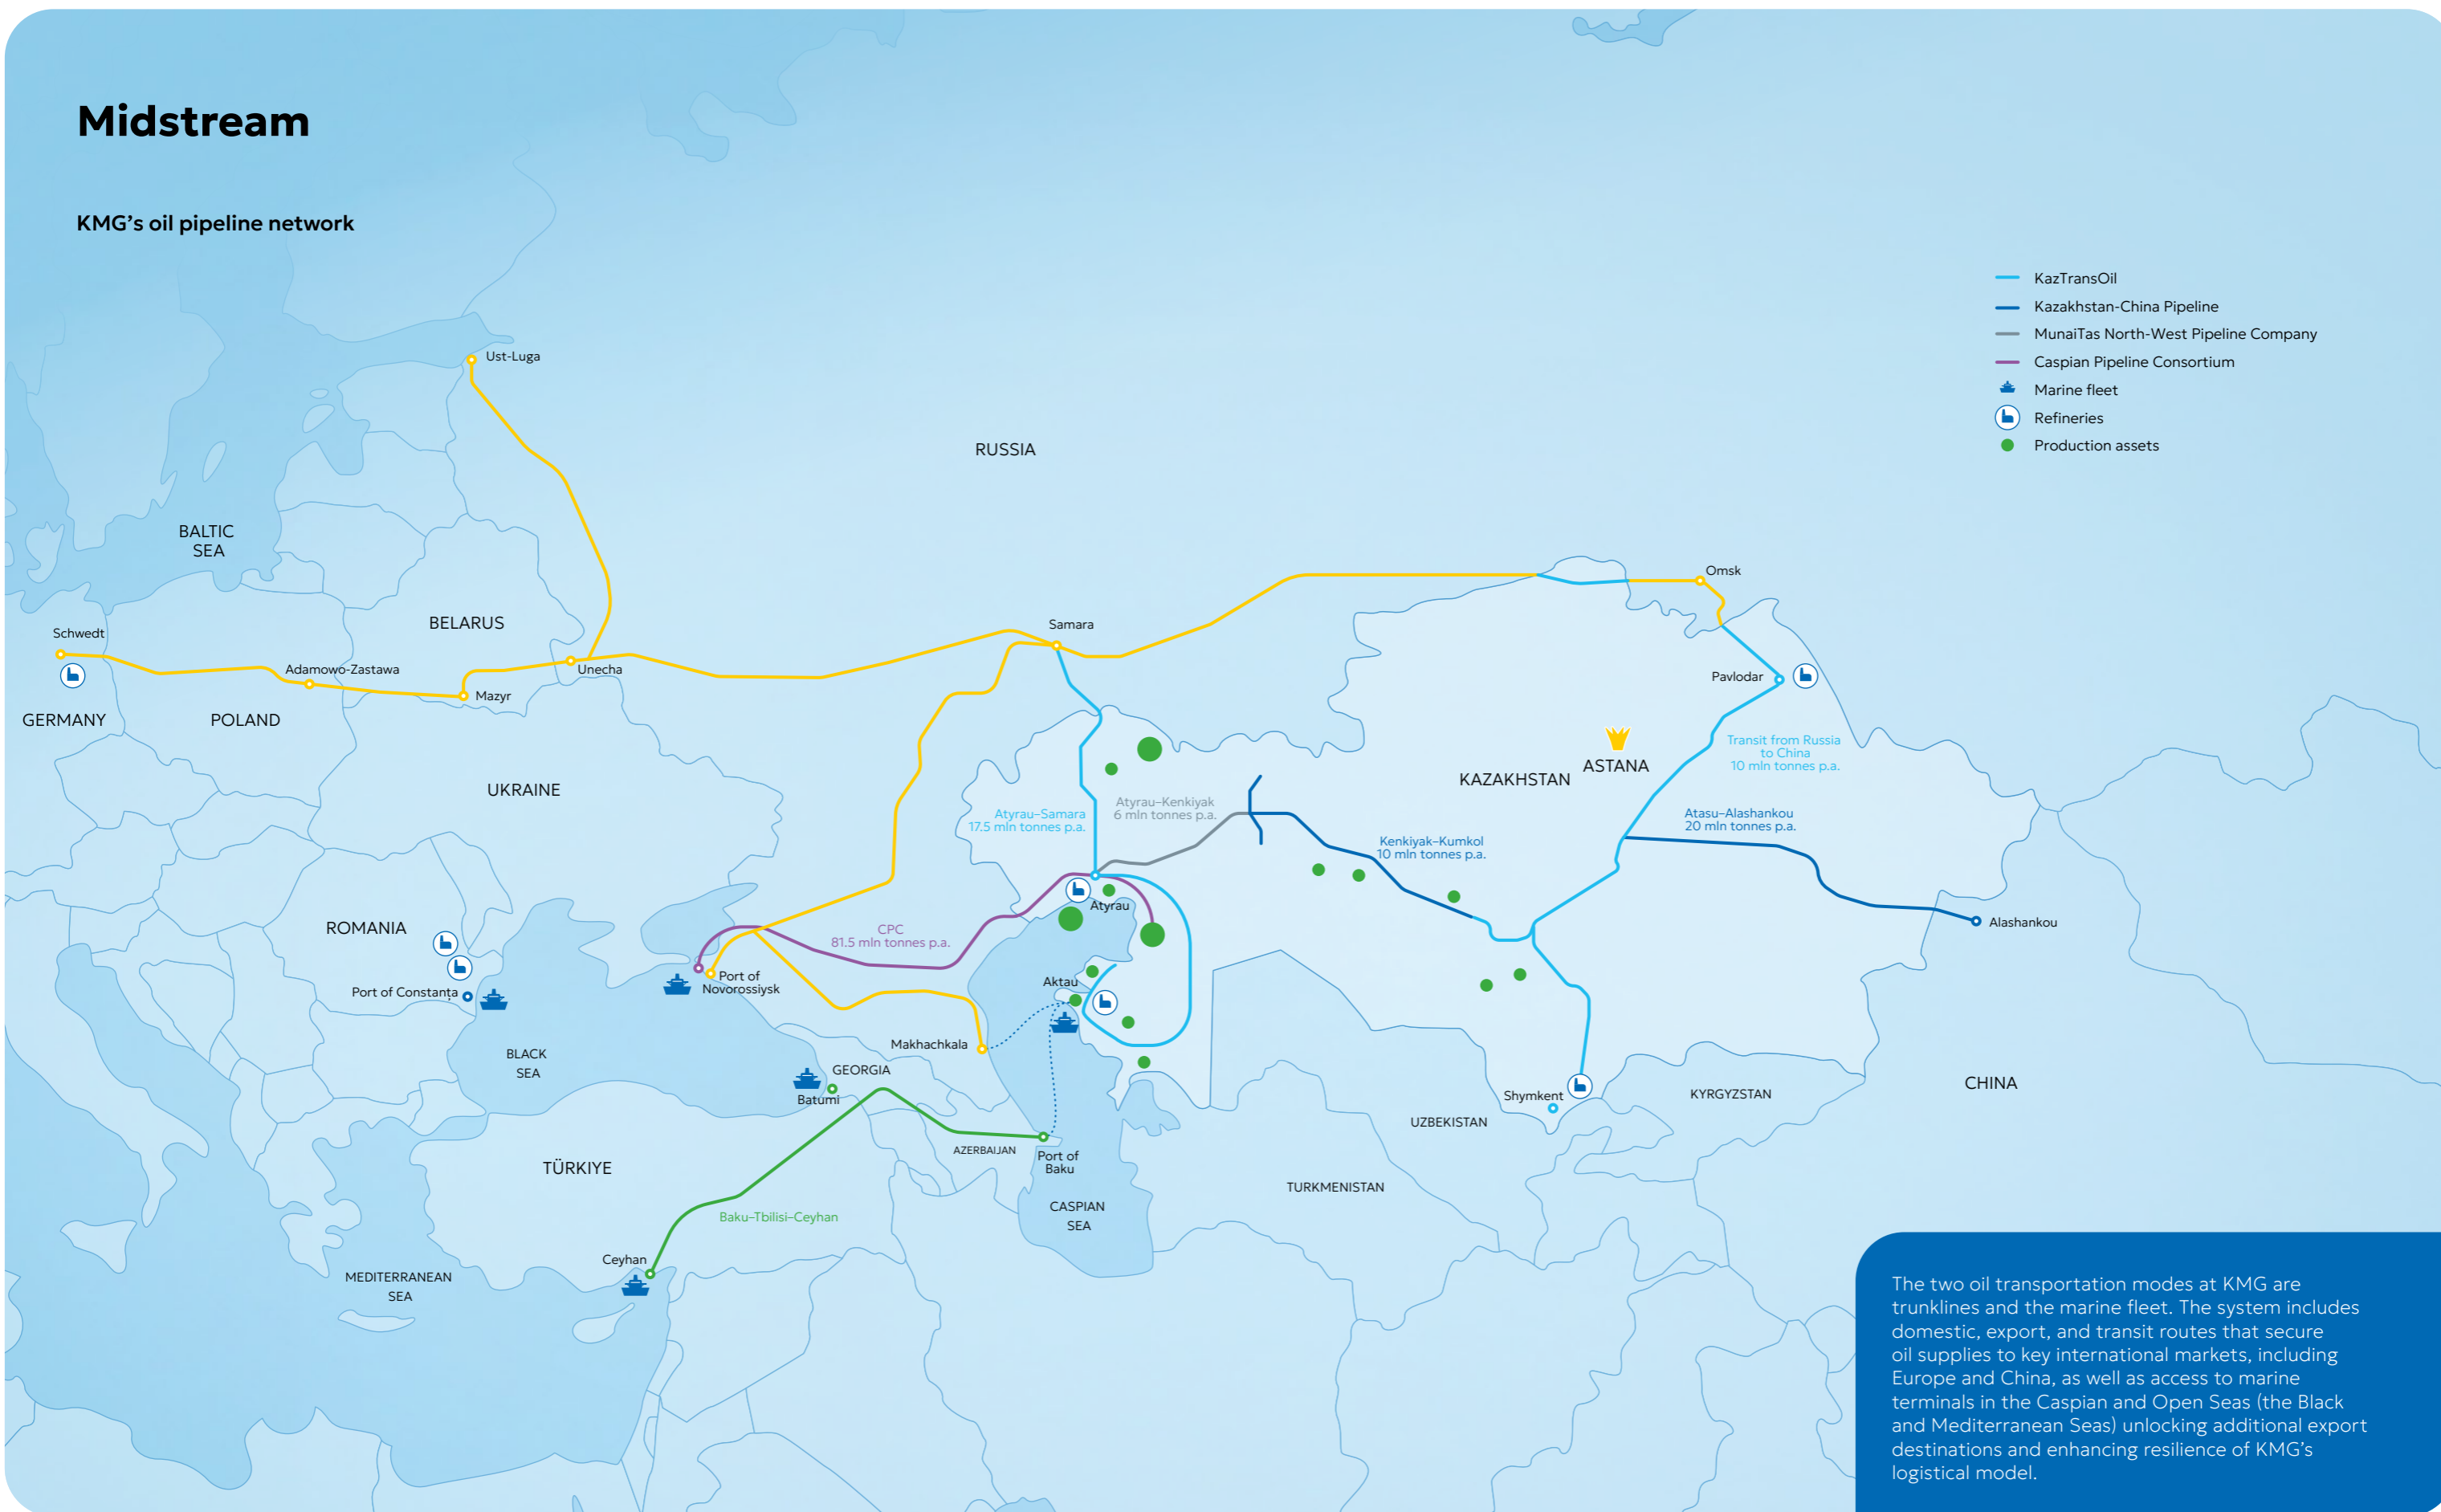 Midstream
KMG's oil pipeline network
KazTransOil
Kazakhstan-China Pipeline
MunaiTas North-West Pipeline Company
Caspian Pipeline Consortium
Marine fleet
Refineries
Production assets
Ust-Luga
RUSSIA
BALTIC
SEA
Omsk
BELARUS
Samara
Schwedt
Adamowo-Zastawa
Unecha
Mazyr
Pavlodar
GERMANY
POLAND
Transit from Russia
to China
10 mln tonnes p.a.
ASTANA
KAZAKHSTAN
UKRAINE
Atyrau–Samara
17.5 mln tonnes p.a.
Atyrau–Kenkiyak
6 mln tonnes p.a.
Atasu–Alashankou
20 mln tonnes p.a.
Kenkiyak–Kumkol
10 mln tonnes p.a.
Atyrau
ROMANIA
CPC
81.5 mln tonnes p.a.
Alashankou
Port of
Novorossiysk
Port of Constanța
Aktau
Makhachkala
BLACK
SEA
GEORGIA
Batumi
Shymkent
KYRGYZSTAN
CHINA
UZBEKISTAN
AZERBAIJAN
Port of
Baku
TÜRKIYE
TURKMENISTAN
CASPIAN
SEA
Baku–Tbilisi–Ceyhan
Ceyhan
MEDITERRANEAN
SEA
The two oil transportation modes at KMG are
trunklines and the marine fleet. The system includes
domestic, export, and transit routes that secure
oil supplies to key international markets, including
Europe and China, as well as access to marine
terminals in the Caspian and Open Seas (the Black
and Mediterranean Seas) unlocking additional export
destinations and enhancing resilience of KMG's
logistical model.